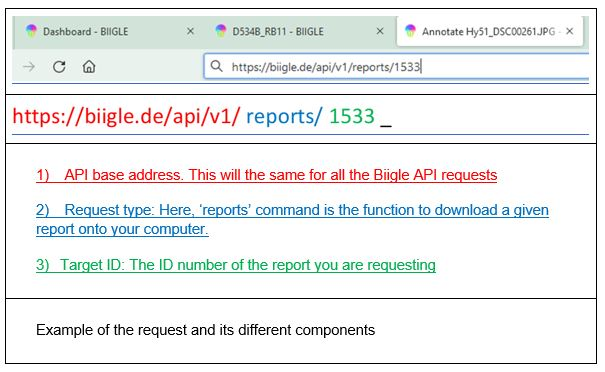 Dashboard - BIIGLE × D534B_RB11 - BIIGLE × Annotate Hy51_DSC00261.JPG - ×
https://biigle.de/api/v1/reports/1533
https://biigle.de/api/v1/ reports/ 1533 _
1) API base address. This will the same for all the Biigle API requests
2) Request type: Here, ‘reports’ command is the function to download a given
report onto your computer.
3) Target ID: The ID number of the report you are requesting
Example of the request and its different components